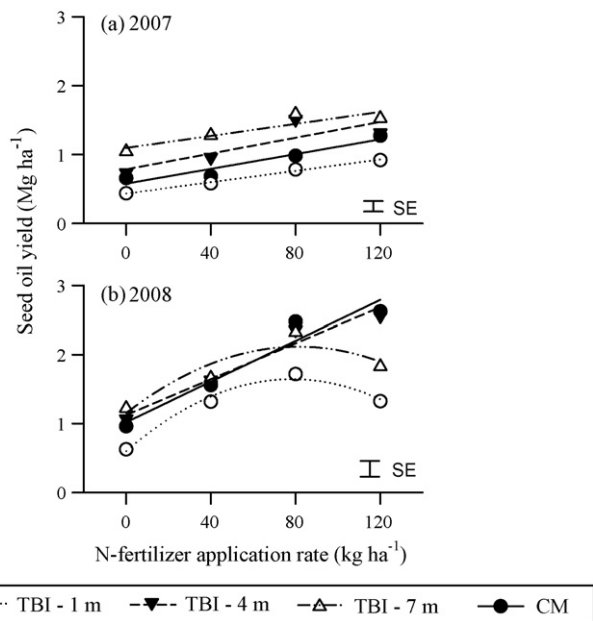 (a) 2007
3
2
1
0
0 40 80 120
SE
Seed oil yield (Mg ha⁻¹)
(b) 2008
3
2
1
0
0 40 80 120
SE
N-fertilizer application rate (kg ha⁻¹)
TBI - 1 m TBI - 4 m TBI - 7 m CM